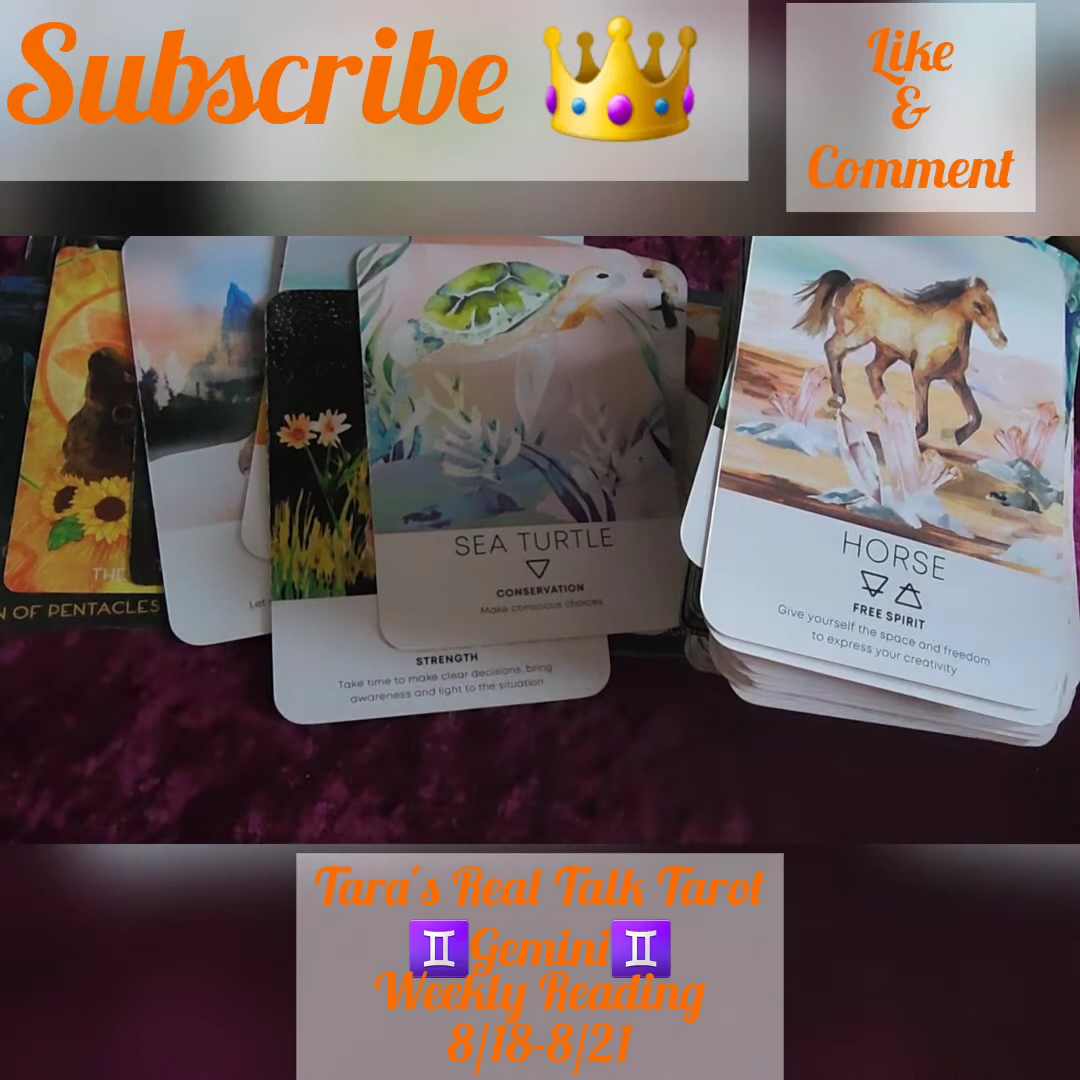 Subscribe
Like
&
Comment
THE
N OF PENTACLES
Let
STRENGTH
Take time to make clear decisions, bring
awareness and light to the situation
SEA TURTLE
CONSERVATION
Make conscious choices
HORSE
FREE SPIRIT
Give yourself the space and freedom
to express your creativity
Tara's Real Talk Tarot
♊Gemini♊
Weekly Reading
8/18-8/21